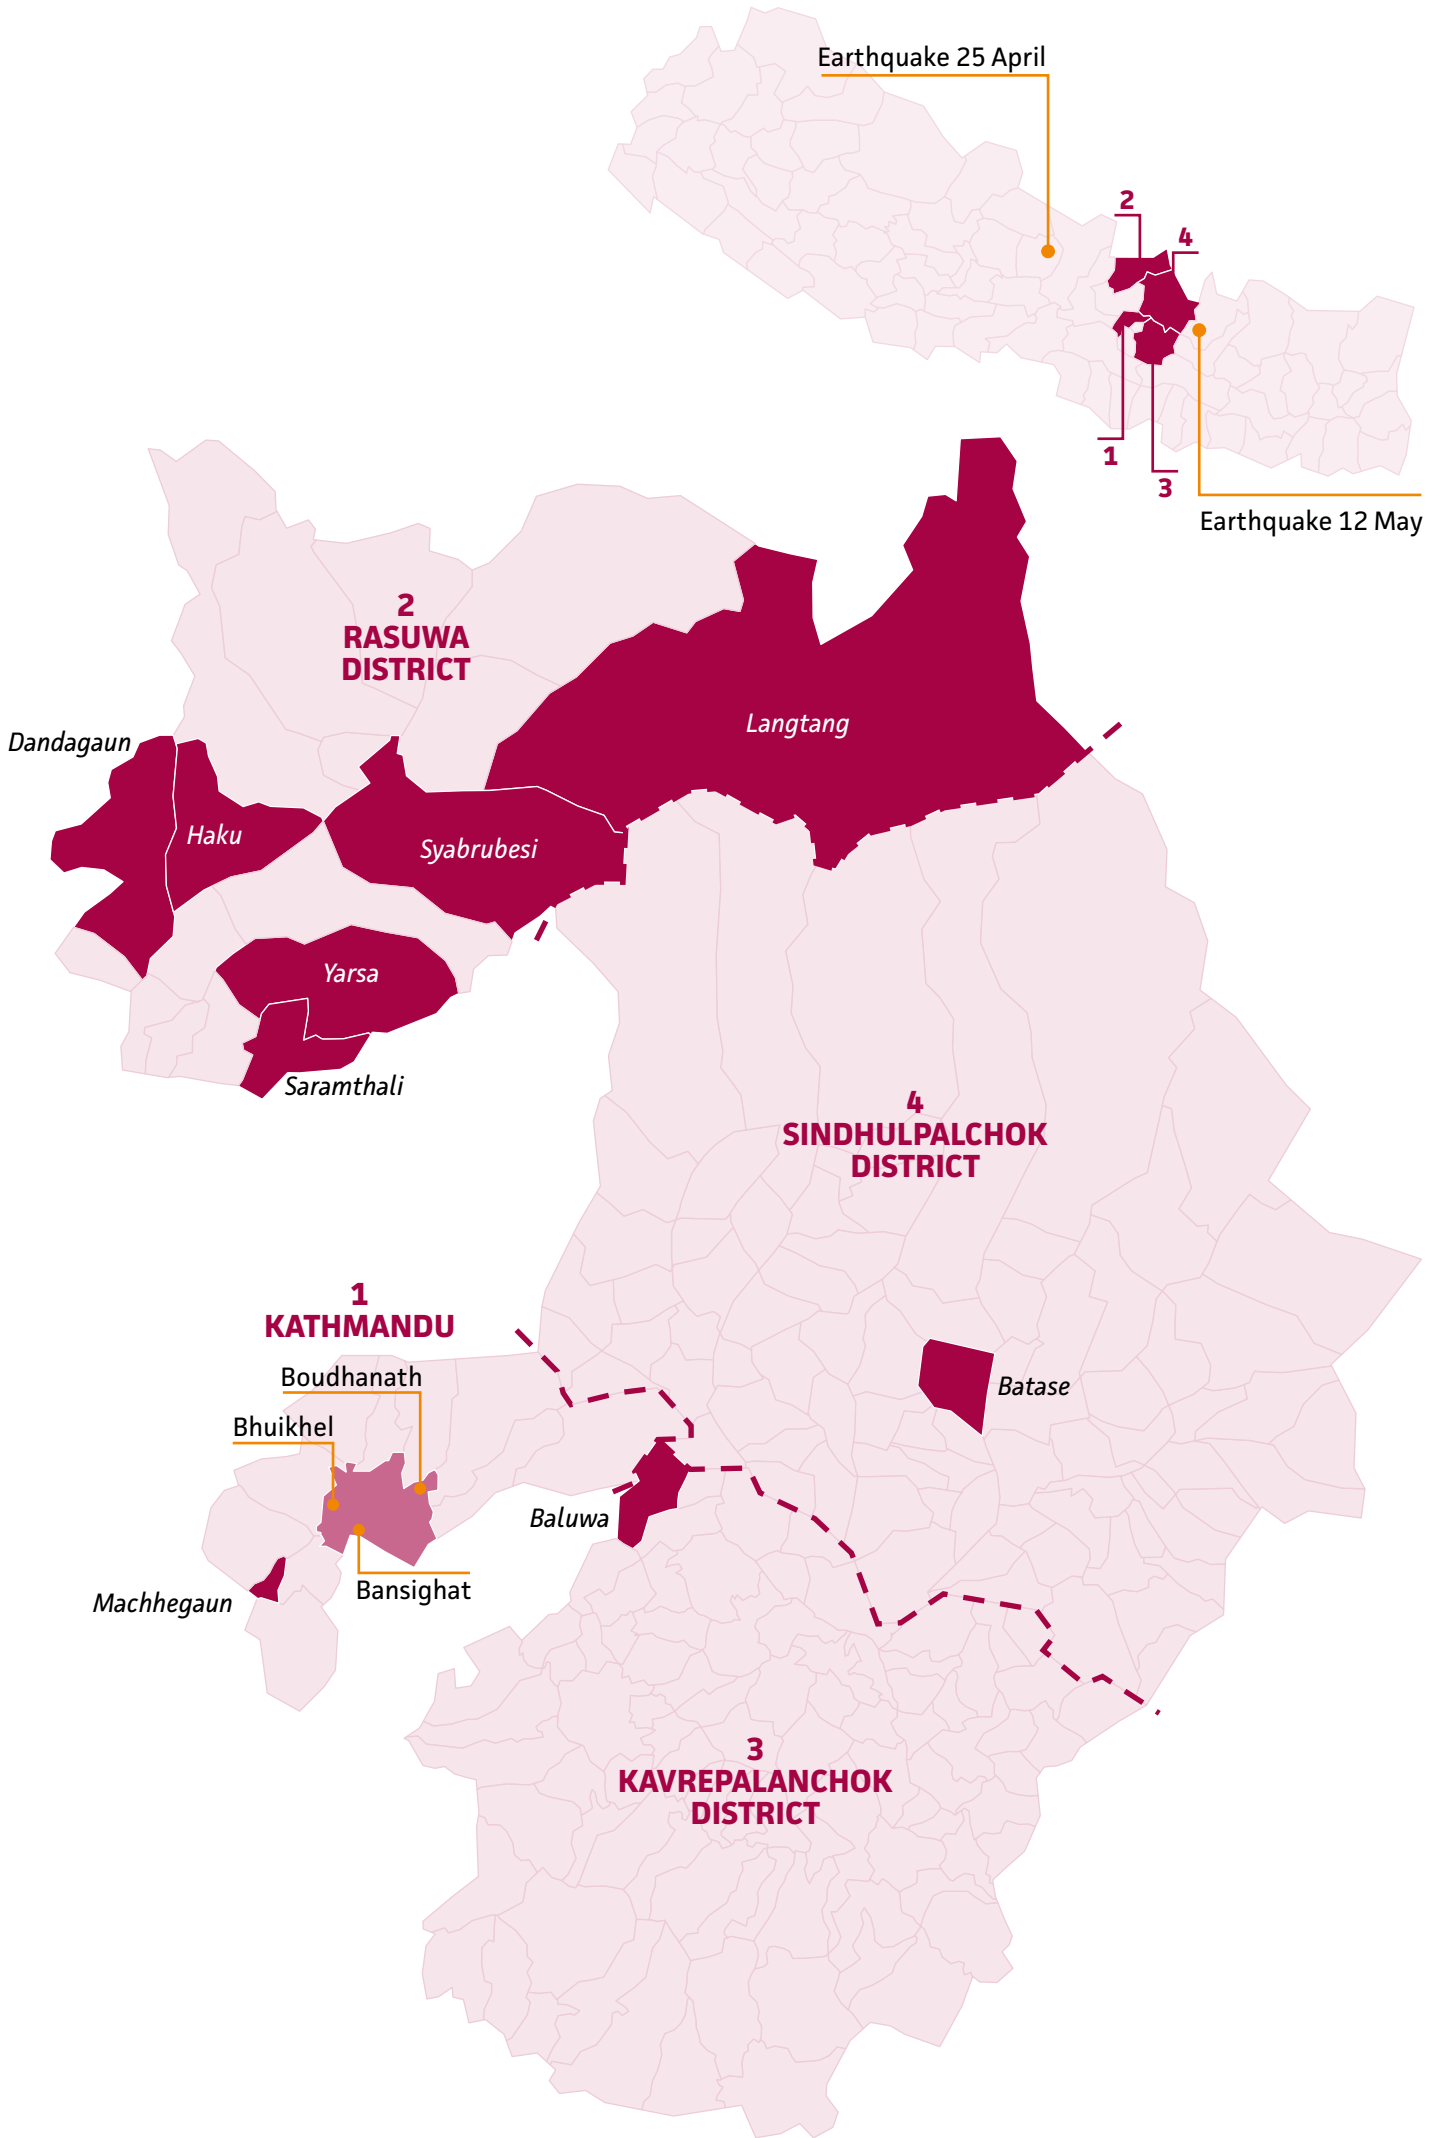 Earthquake 25 April
2
4
1
3
Earthquake 12 May
2
RASUWA
DISTRICT
Langtang
Dandagaun
Haku
Syabrubesi
Yarsa
Saramthali
4
SINDHULPALCHOK
DISTRICT
1
KATHMANDU
Boudhanath
Bhuikhel
Batase
Baluwa
Bansighat
Machhegaun
3
KAVREPALANCHOK
DISTRICT